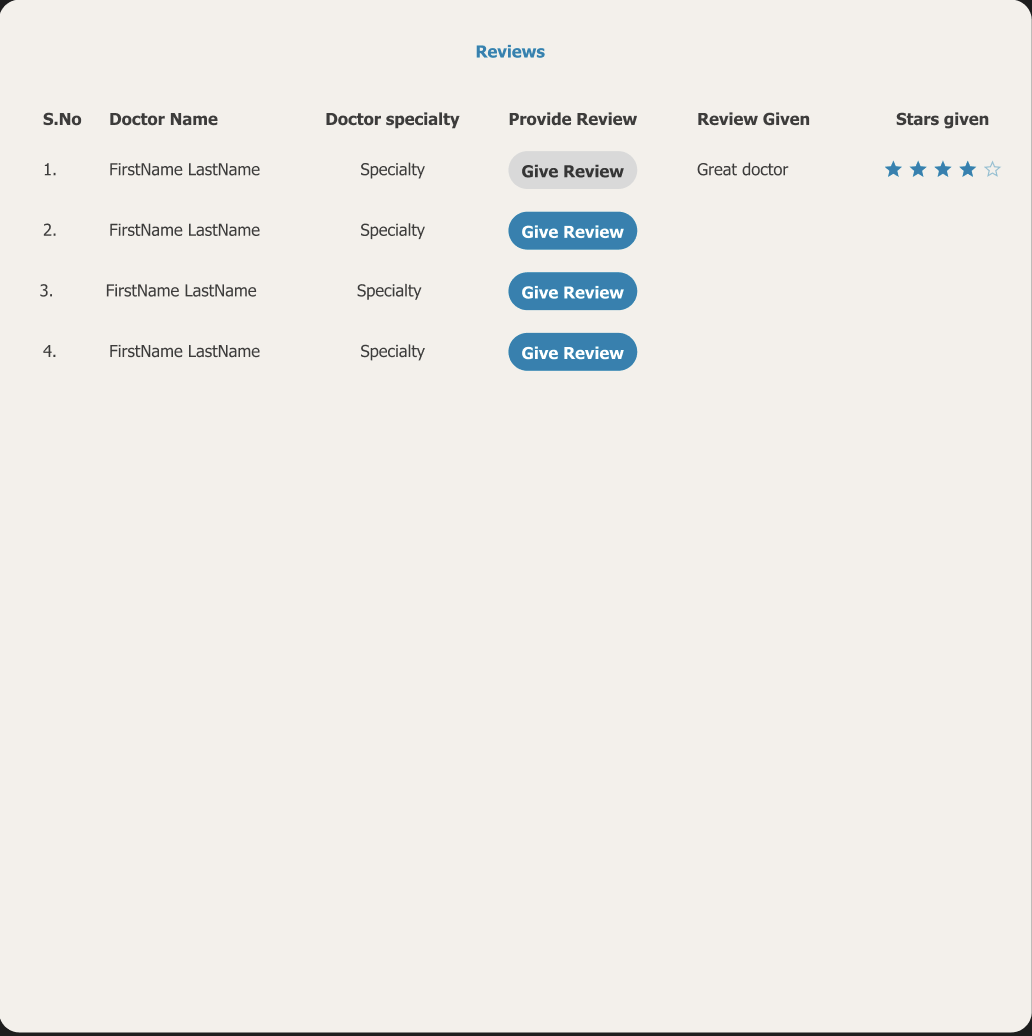 Reviews
S.No Doctor Name Doctor specialty Provide Review Review Given Stars given
1. FirstName LastName Specialty Give Review Great doctor
2. FirstName LastName Specialty Give Review
3. FirstName LastName Specialty Give Review
4. FirstName LastName Specialty Give Review